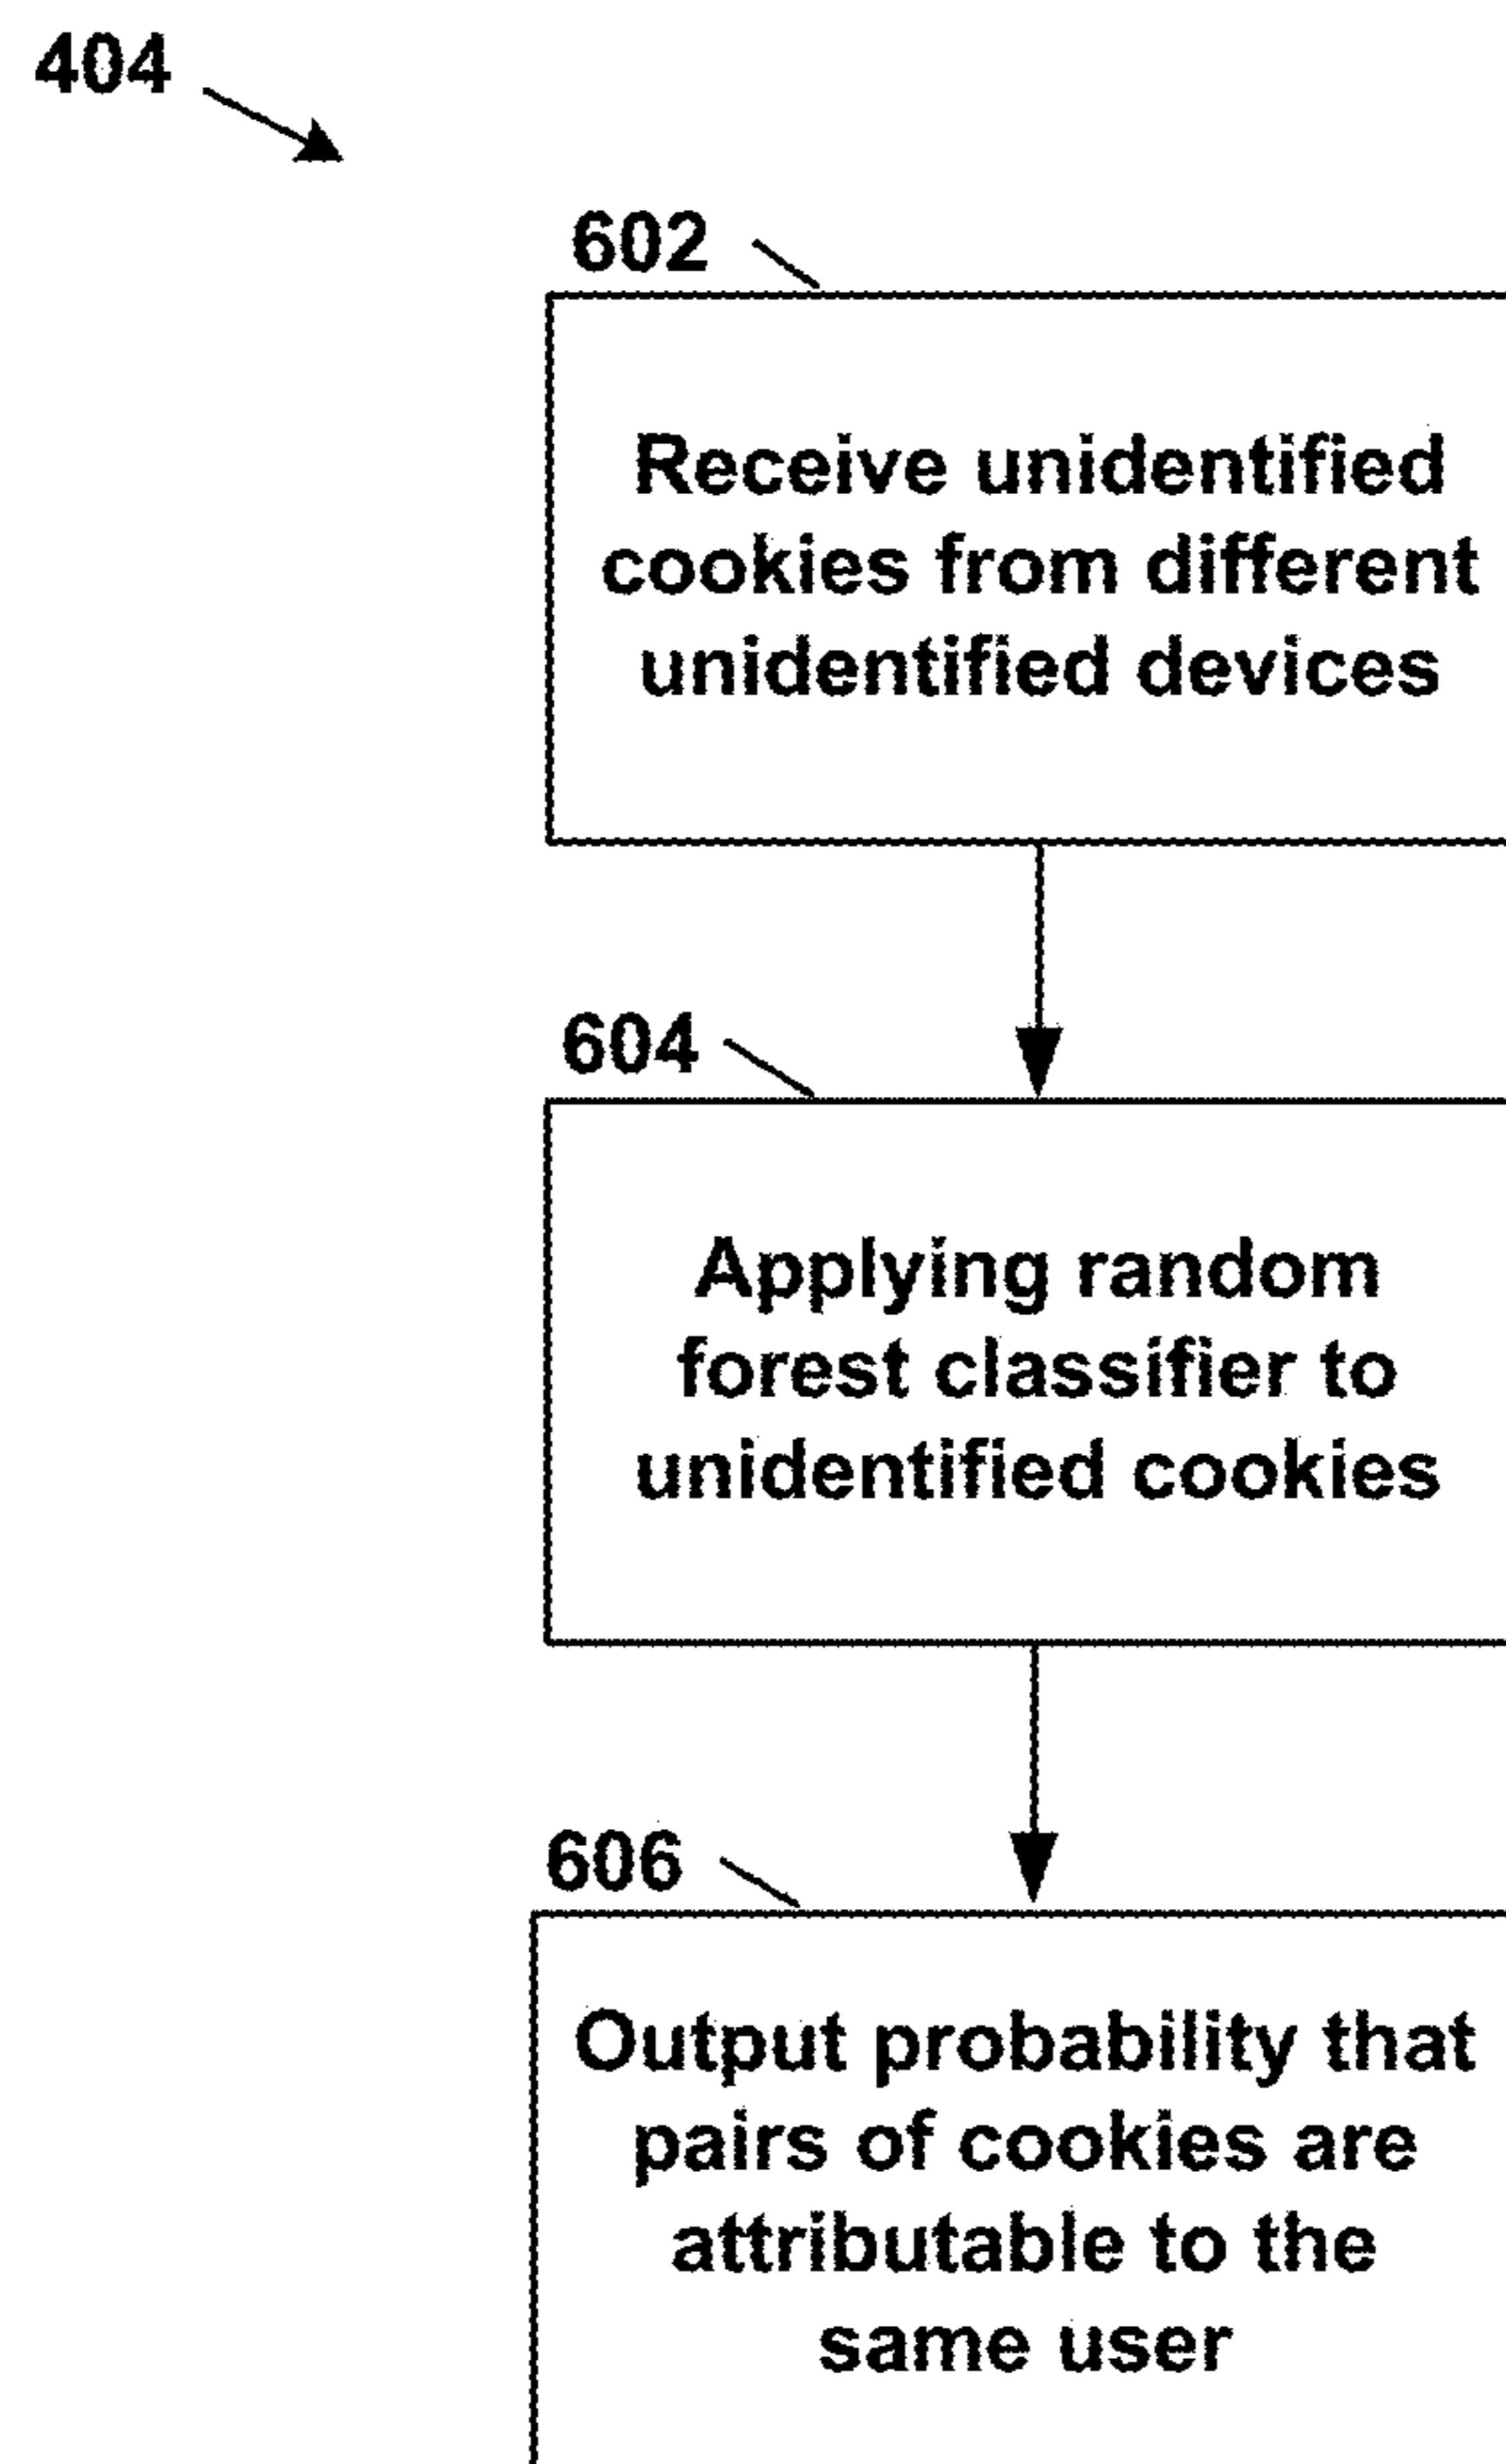 404
602
Receive unidentified
cookies from different
unidentified devices
604
Applying random
forest classifier to
unidentified cookies
606
Output probability that
pairs of cookies are
attributable to the
same user